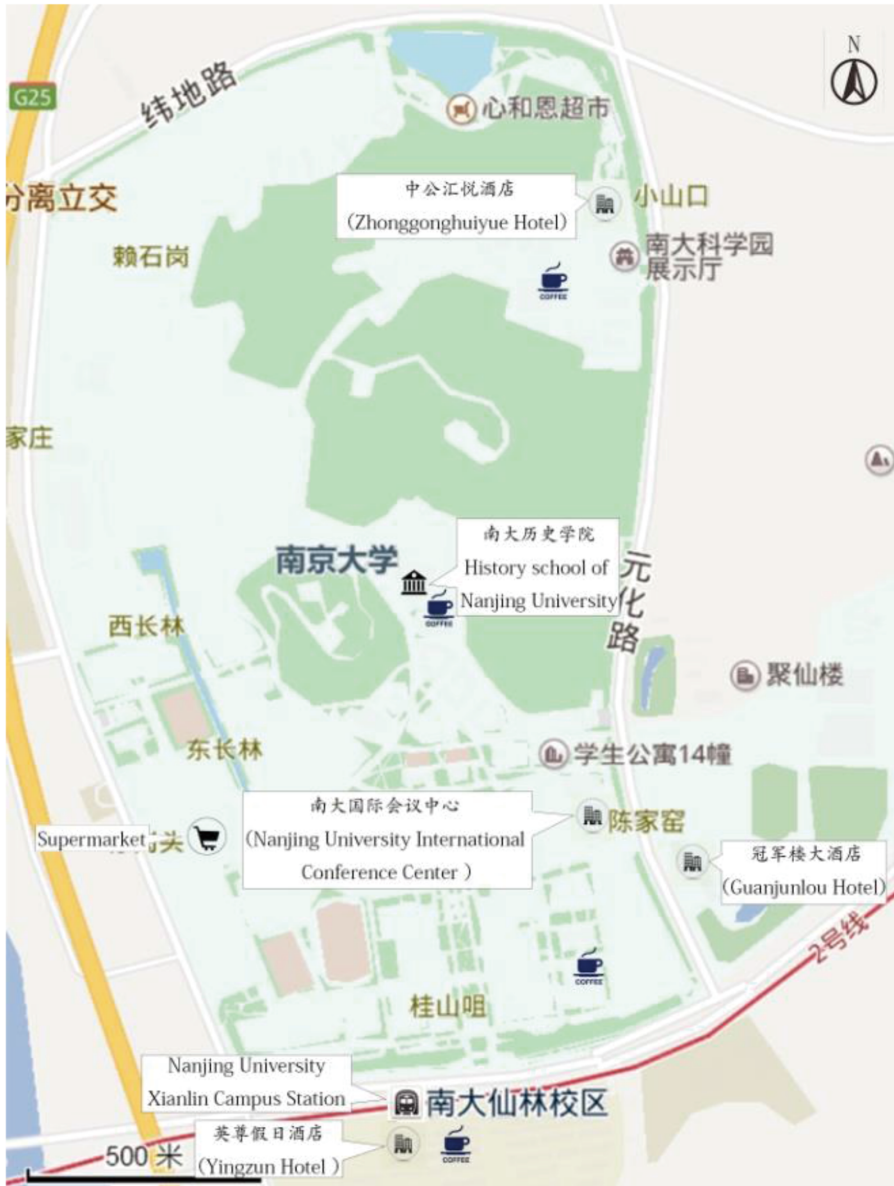 N
纬地路
G25
心和恩超市
分离立交
中公汇悦酒店
(Zhonggonghuiyue Hotel)
小山口
赖石岗
南大科学园
展示厅
COFFEE
家庄
南京大学
南大历史学院
History school of
Nanjing University
COFFEE
元化路
西长林
聚仙楼
东长林
学生公寓14幢
南大国际会议中心
(Nanjing University International
Conference Center )
陈家窑
Supermarket
头
冠军楼大酒店
(Guanjunlou Hotel)
2号线
COFFEE
桂山咀
Nanjing University
Xianlin Campus Station
南大仙林校区
英尊假日酒店
(Yingzun Hotel )
COFFEE
500 米